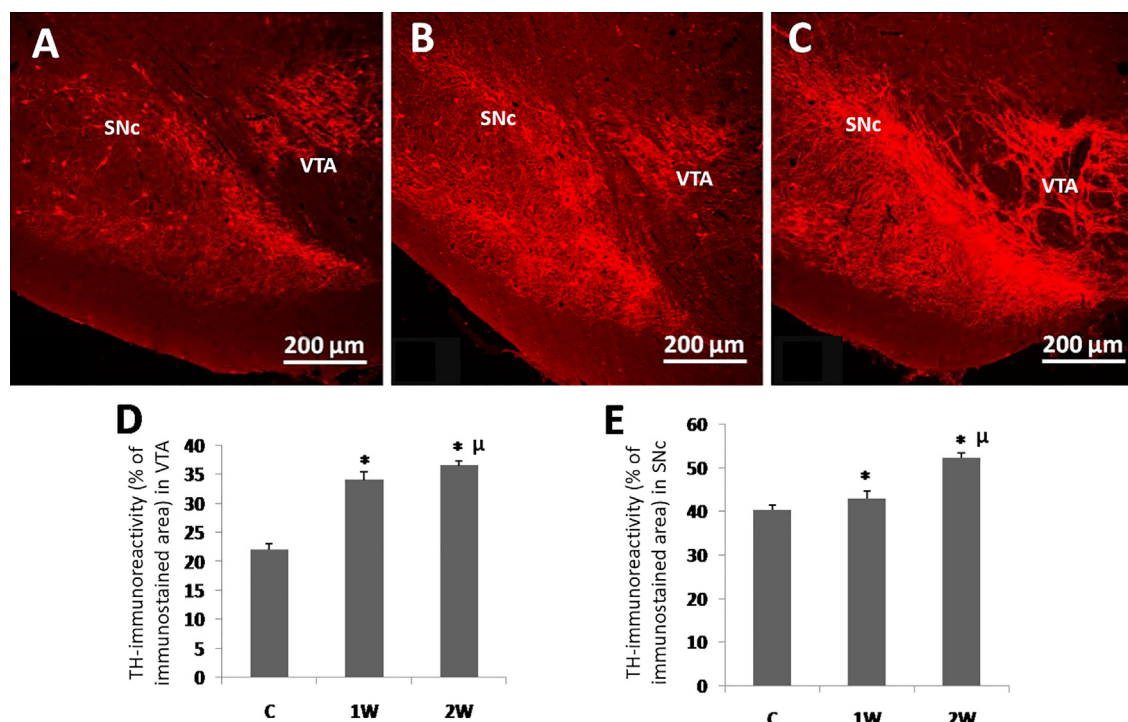 A
SNc
VTA
200 µm
B
SNc
VTA
200 µm
C
SNc
VTA
200 µm
D
TH-immunoreactivity (% of
immunostained area) in VTA
40
35
30
25
20
15
10
5
0
*
* µ
C 1W 2W
E
TH-immunoreactivity (% of
immunostained area) in SNc
60
50
40
30
20
10
0
*
* µ
C 1W 2W